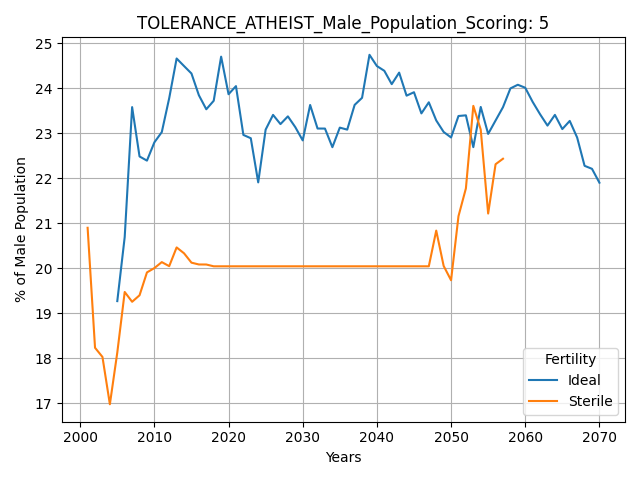 TOLERANCE_ATHEIST_Male_Population_Scoring: 5
% of Male Population
25
24
23
22
21
20
19
18
17
2000 2010 2020 2030 2040 2050 2060 2070
Years
Fertility
Ideal
Sterile